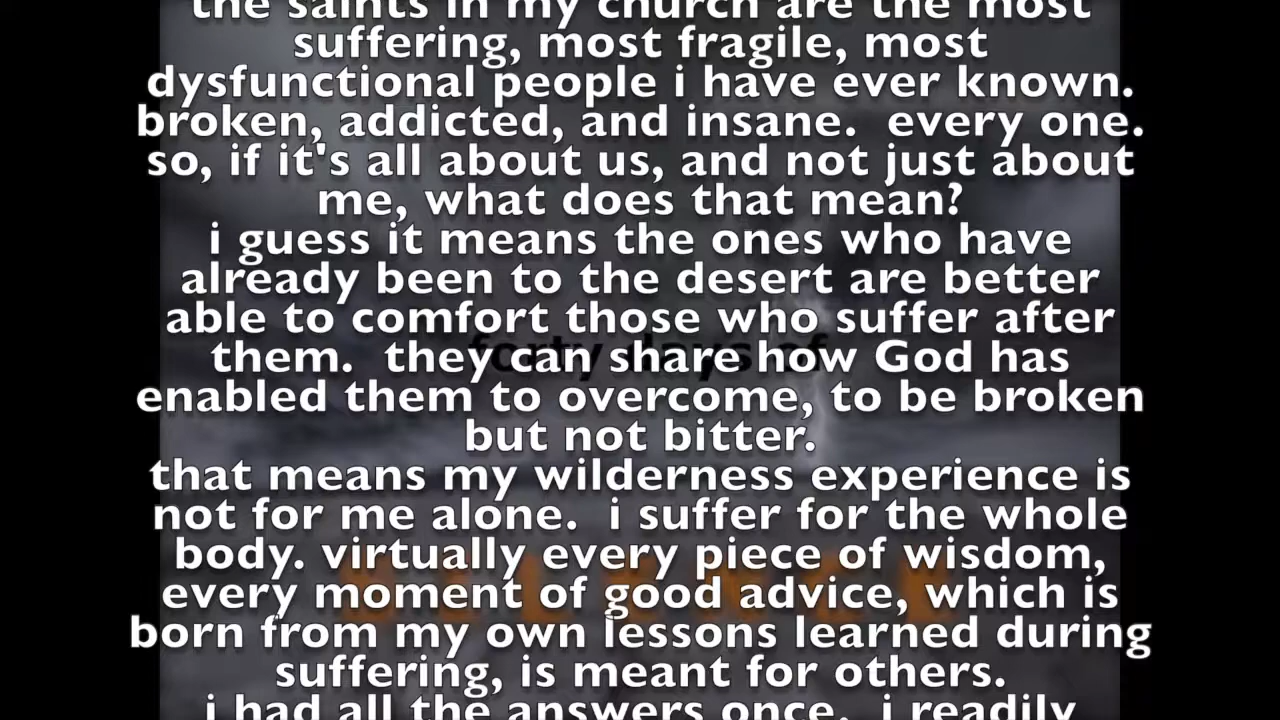 the saints in my church are the most
suffering, most fragile, most
dysfunctional people i have ever known.
broken, addicted, and insane.  every one.
so, if it's all about us, and not just about
me, what does that mean?
i guess it means the ones who have
already been to the desert are better
able to comfort those who suffer after
them.  they can share how God has
enabled them to overcome, to be broken
but not bitter.
that means my wilderness experience is
not for me alone.  i suffer for the whole
body. virtually every piece of wisdom,
every moment of good advice, which is
born from my own lessons learned during
suffering, is meant for others.
i had all the answers once.  i readily
forty days of